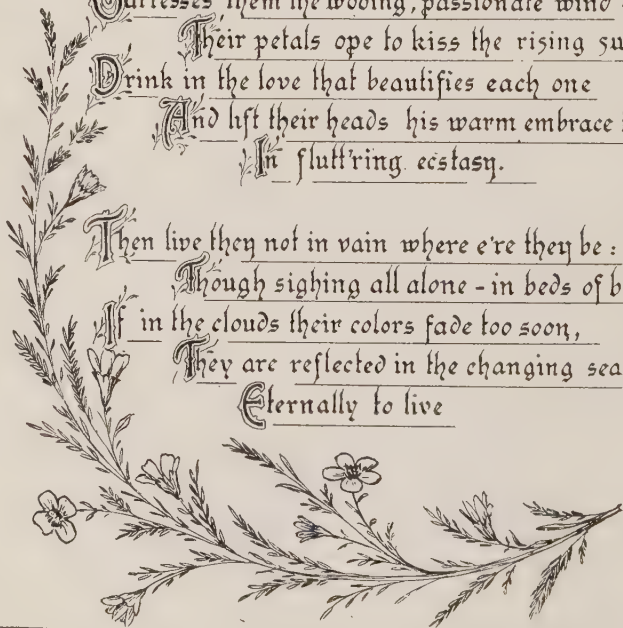 Caresses them the wooing, passionate wind
Their petals ope to kiss the rising su
Drink in the love that beautifies each one
And lift their heads his warm embrace
In flutt'ring ecstasy.
Then live they not in vain where e're they be:
Though sighing all alone - in beds of b
If in the clouds their colors fade too soon,
They are reflected in the changing sea
Eternally to live